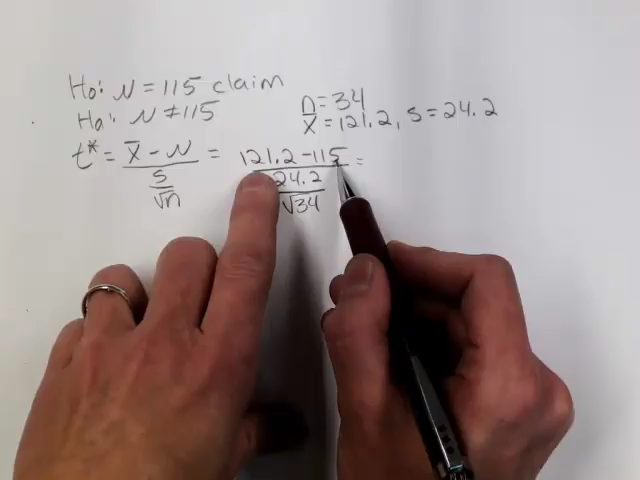 Ho: μ = 115 claim
Ha: μ ≠ 115
n = 34
x̄ = 121.2, s = 24.2
t* = x̄ - μ / s/√n = 121.2 - 115 / 24.2/√34 =